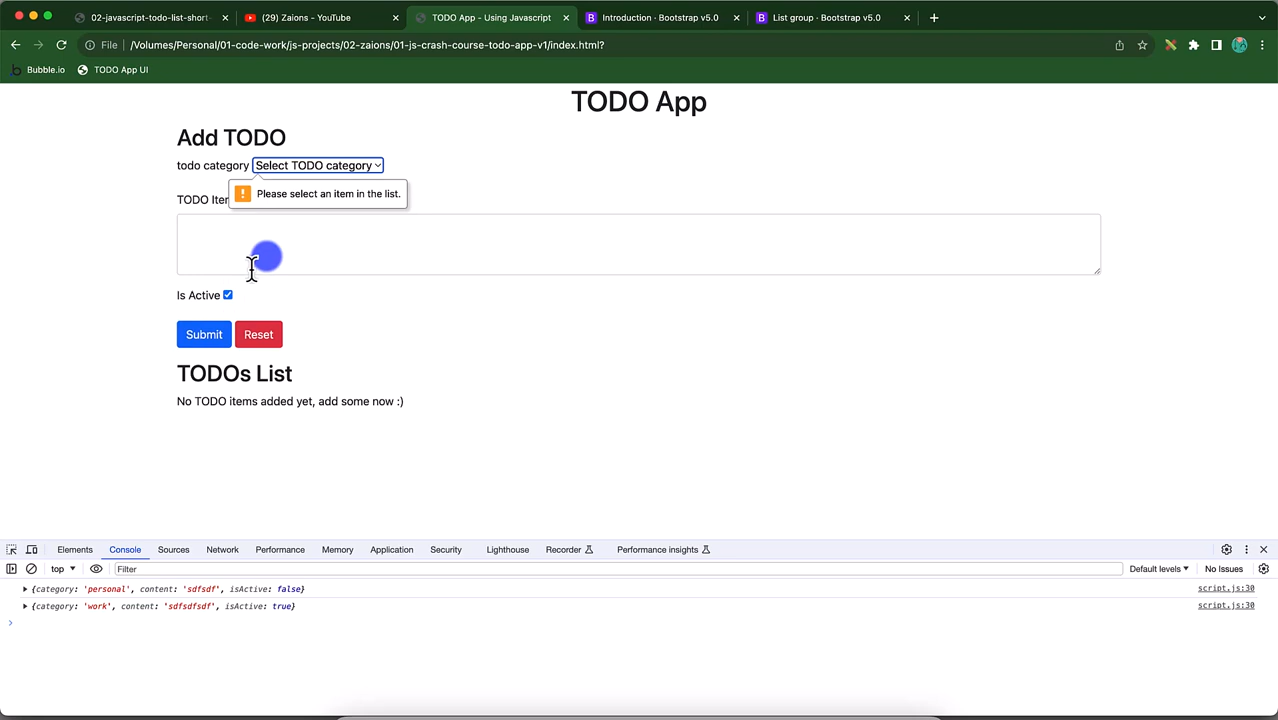 02-javascript-todo-list-short-
(29) Zaions - YouTube
TODO App - Using Javascript
Introduction · Bootstrap v5.0
List group · Bootstrap v5.0
File
/Volumes/Personal/01-code-work/js-projects/02-zaions/01-js-crash-course-todo-app-v1/index.html?
Bubble.io
TODO App UI
TODO App
Add TODO
todo category
Select TODO category
Please select an item in the list.
TODO Iter
Is Active
Submit
Reset
TODOs List
No TODO items added yet, add some now :)
Elements
Console
Sources
Network
Performance
Memory
Application
Security
Lighthouse
Recorder
Performance insights
top
Filter
Default levels
No Issues
{category: 'personal', content: 'sdfsdf', isActive: false}
script.js:30
{category: 'work', content: 'sdfsdfsdf', isActive: true}
script.js:30